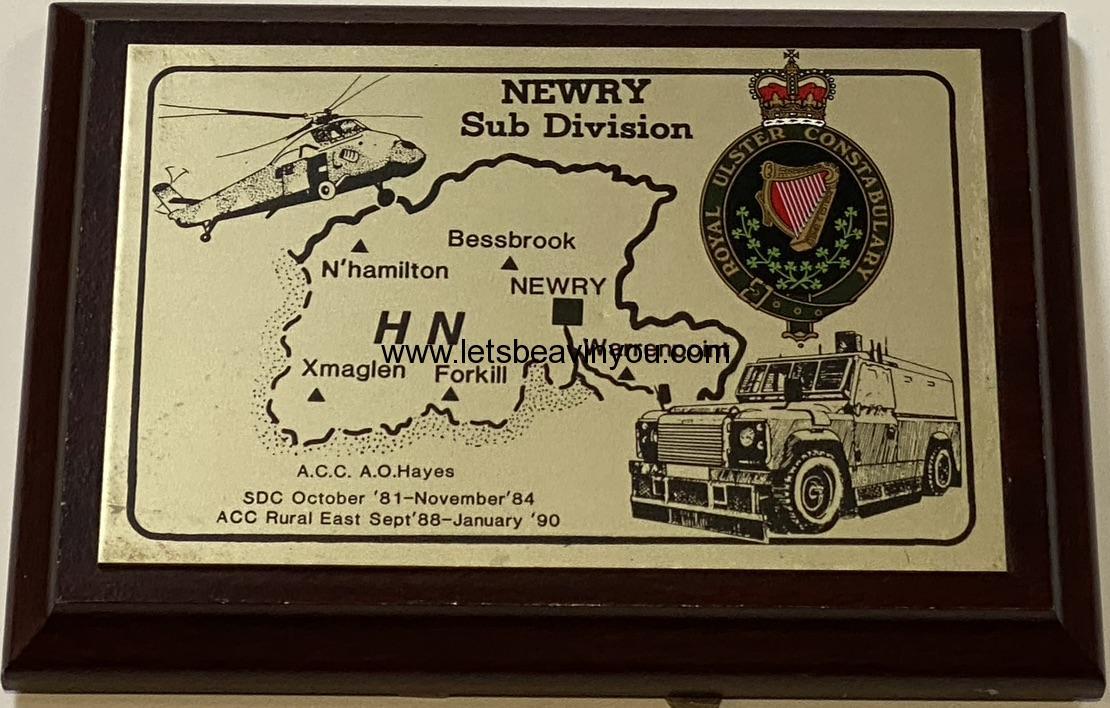 NEWRY
Sub Division
ROYAL ULSTER CONSTABULARY
Bessbrook
N'hamilton
NEWRY
H N
Warrenpoint
www.letsbeavinyou.com
Xmaglen
Forkill
A.C.C. A.O.Hayes
SDC October '81-November'84
ACC Rural East Sept'88-January '90